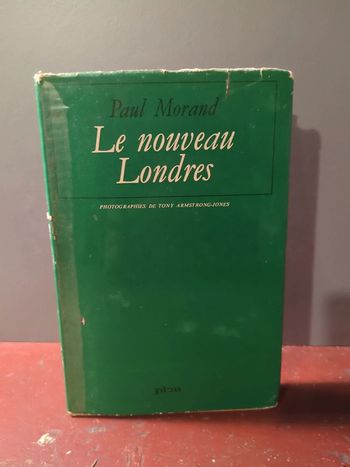 Paul Morand
Le nouveau
Londres
PHOTOGRAPHIES DE TONY ARMSTRONG-JONES
plon